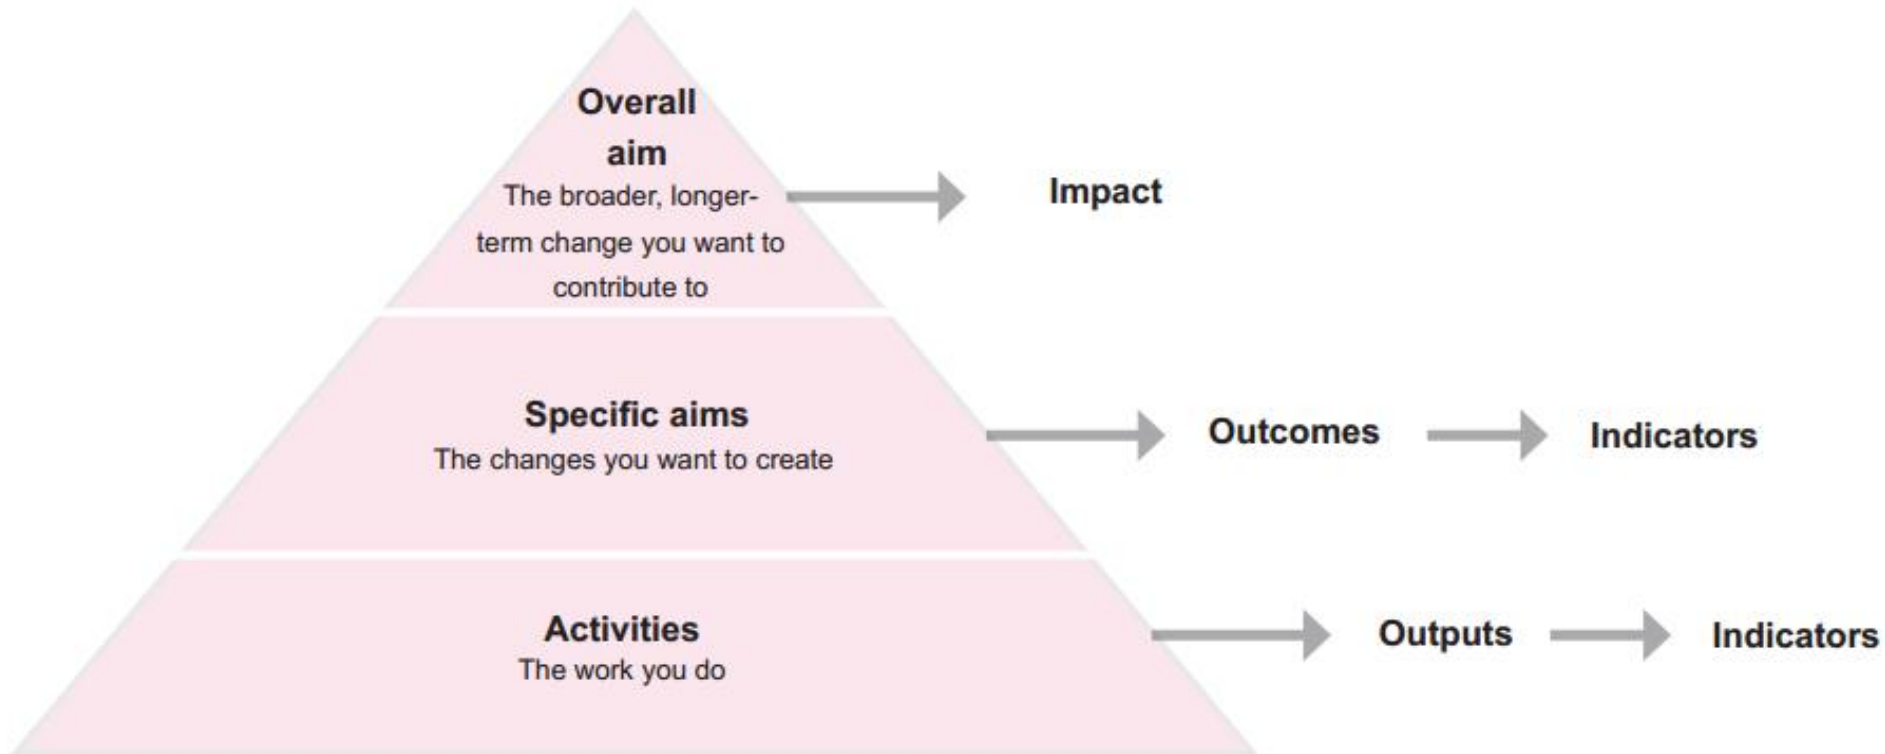 Overall
aim
The broader, longer-
term change you want to
contribute to
Impact
Specific aims
The changes you want to create
Outcomes
Indicators
Activities
The work you do
Outputs
Indicators